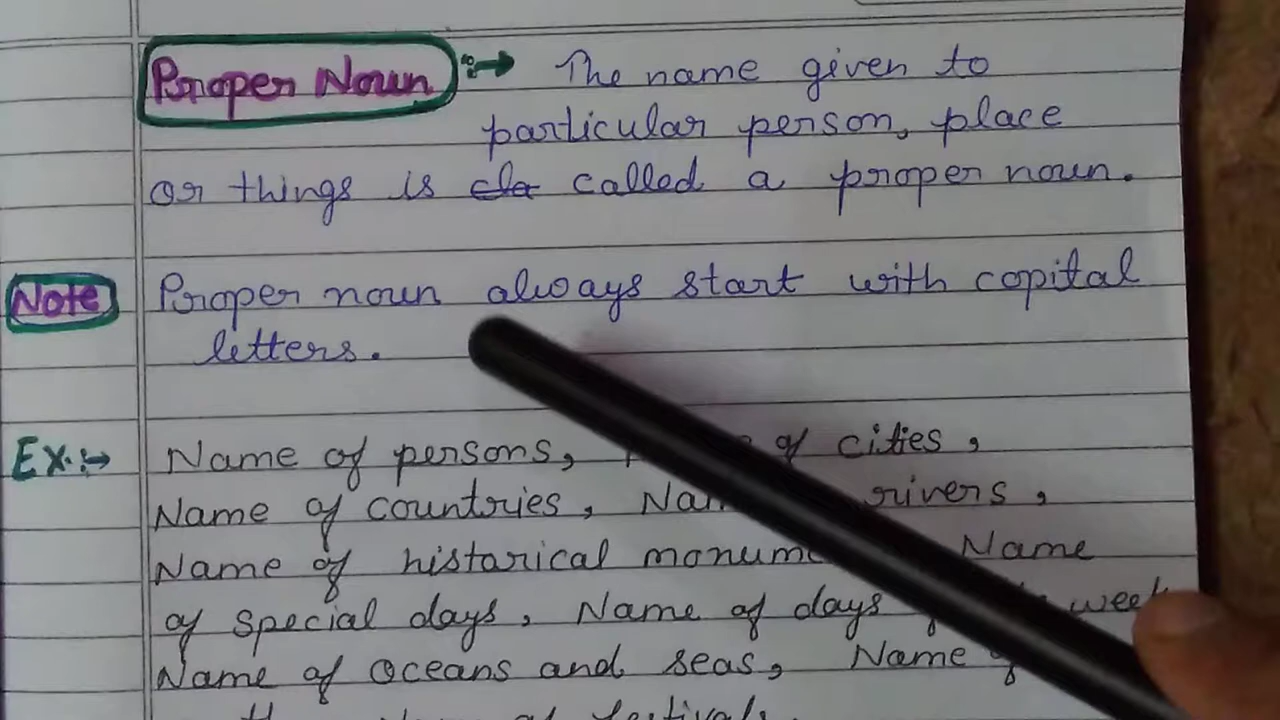 Proper Noun :→ The name given to
particular person, place
or things is cla called a proper noun.
Note Proper noun always start with capital
letters.
Ex.:→ Name of persons, of cities,
Name of countries, Nam rivers,
Name of historical monum Name
of special days, Name of days week
Name of oceans and seas, Name
of festivals